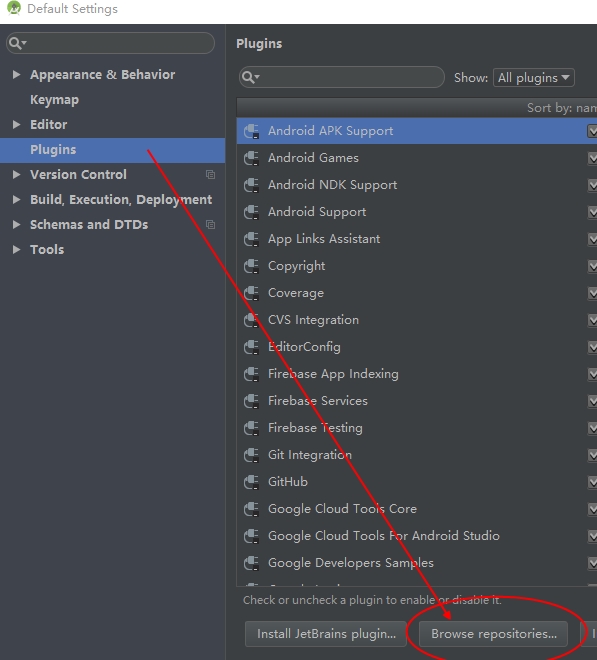 Default Settings
Appearance & Behavior
Keymap
Editor
Plugins
Version Control
Build, Execution, Deployment
Schemas and DTDs
Tools
Plugins
Show: All plugins
Sort by: nam
Android APK Support
Android Games
Android NDK Support
Android Support
App Links Assistant
Copyright
Coverage
CVS Integration
EditorConfig
Firebase App Indexing
Firebase Services
Firebase Testing
Git Integration
GitHub
Google Cloud Tools Core
Google Cloud Tools For Android Studio
Google Developers Samples
Check or uncheck a plugin to enable or disable it.
Install JetBrains plugin...
Browse repositories...